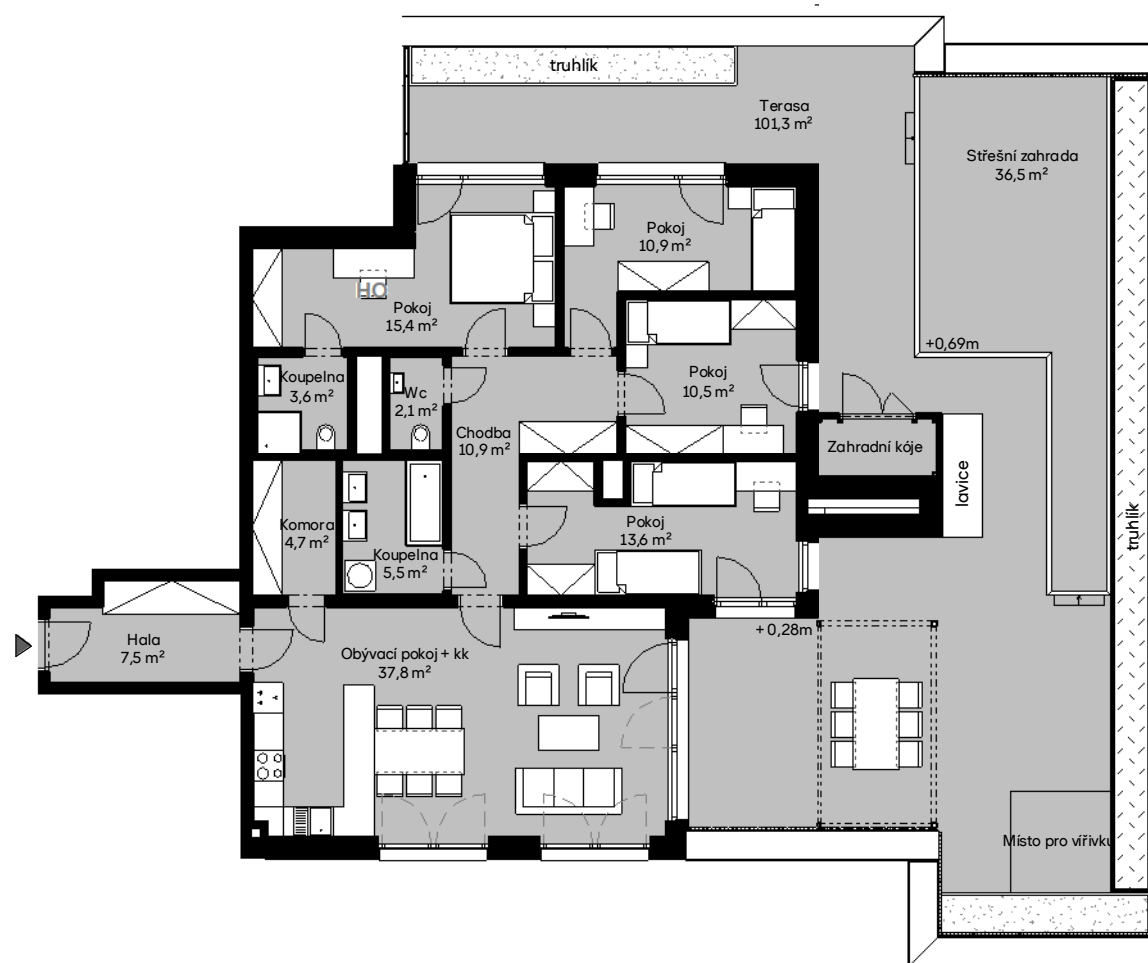 truhlík
Terasa
101,3 m²
Střešní zahrada
36,5 m²
Pokoj
10,9 m²
Pokoj
15,4 m²
+0,69m
Koupelna
3,6 m²
Wc
2,1 m²
Pokoj
10,5 m²
Chodba
10,9 m²
Zahradní kóje
lavice
truhlík
Komora
4,7 m²
Koupelna
5,5 m²
Pokoj
13,6 m²
Hala
7,5 m²
Obývací pokoj + kk
37,8 m²
+ 0,28m
Místo pro vířivku